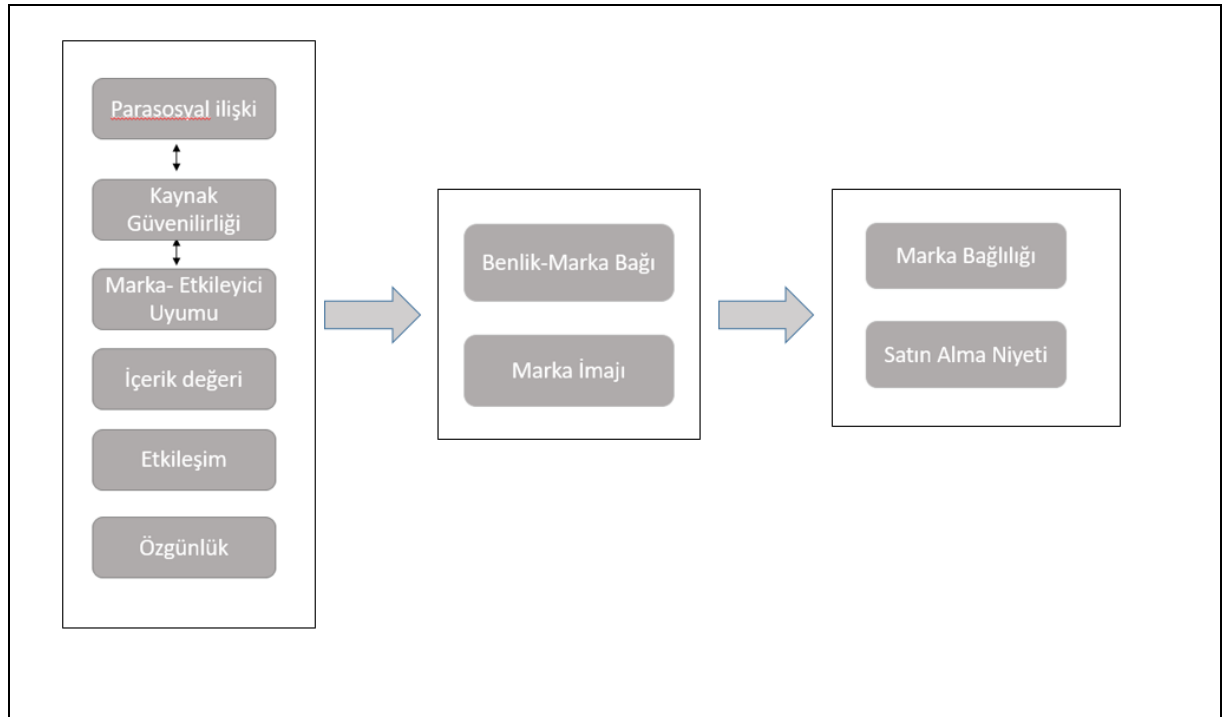 Parasosyal ilişki
Kaynak
Güvenilirliği
Marka- Etkileyici
Uyumu
İçerik değeri
Etkileşim
Özgünlük
Benlik-Marka Bağı
Marka İmajı
Marka Bağlılığı
Satın Alma Niyeti